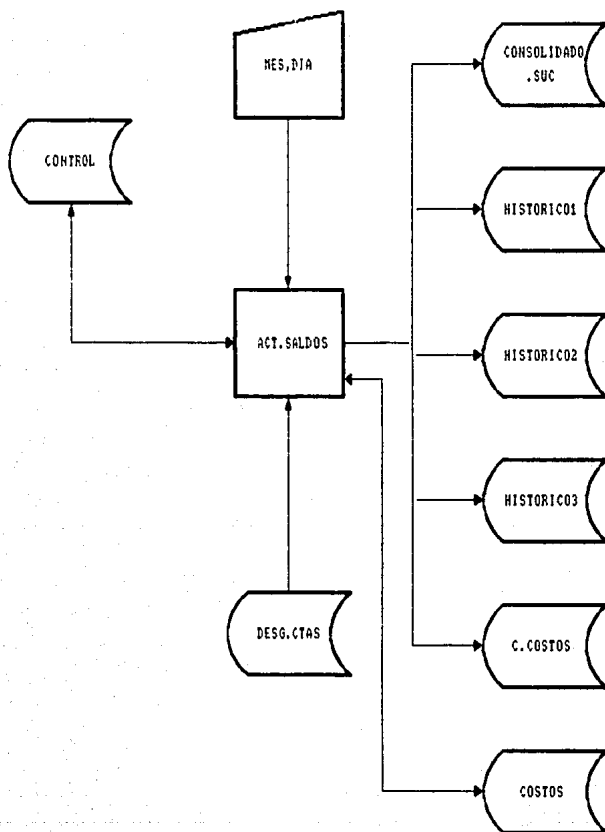 CONSOLIDADO
.SUC
MES,DIA
CONTROL
HISTORICO1
ACT.SALDOS
HISTORICO2
HISTORICO3
DESG.CTAS
C.COSTOS
COSTOS